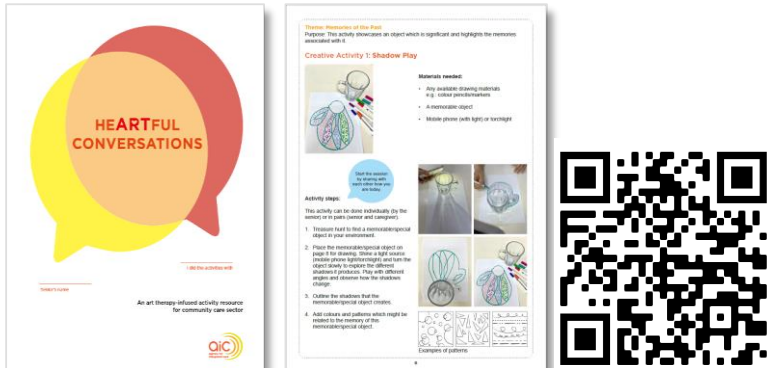 HEARTFUL
CONVERSATIONS
I did the activities with
Today's date
An art therapy-infused activity resource
for community care sector
aic
Theme: Memories of the Past
Purpose: This activity showcases an object which is significant and highlights the memories
associated with it
Creative Activity 1: Shadow Play
Materials needed:
• Any available drawing materials
e.g. colour pencils/markers
• A memorable object
• Mobile phone (with light) or torchlight
Start the session
by sharing with
each other how you
are today
Activity steps:
This activity can be done individually (by the
senior) or in pairs (senior and caregiver).
1. Treasure hunt to find a memorable/special
object in your environment.
2. Place the memorable/special object on
page 6 for drawing. Shine a light source
(mobile phone light/torchlight) and turn the
object slowly to explore the different
shadows it produces. Play with different
angles and observe how the shadows
change.
3. Outline the shadows that the
memorable/special object creates.
4. Add colours and patterns which might be
related to the memory of this
memorable/special object.
Examples of patterns